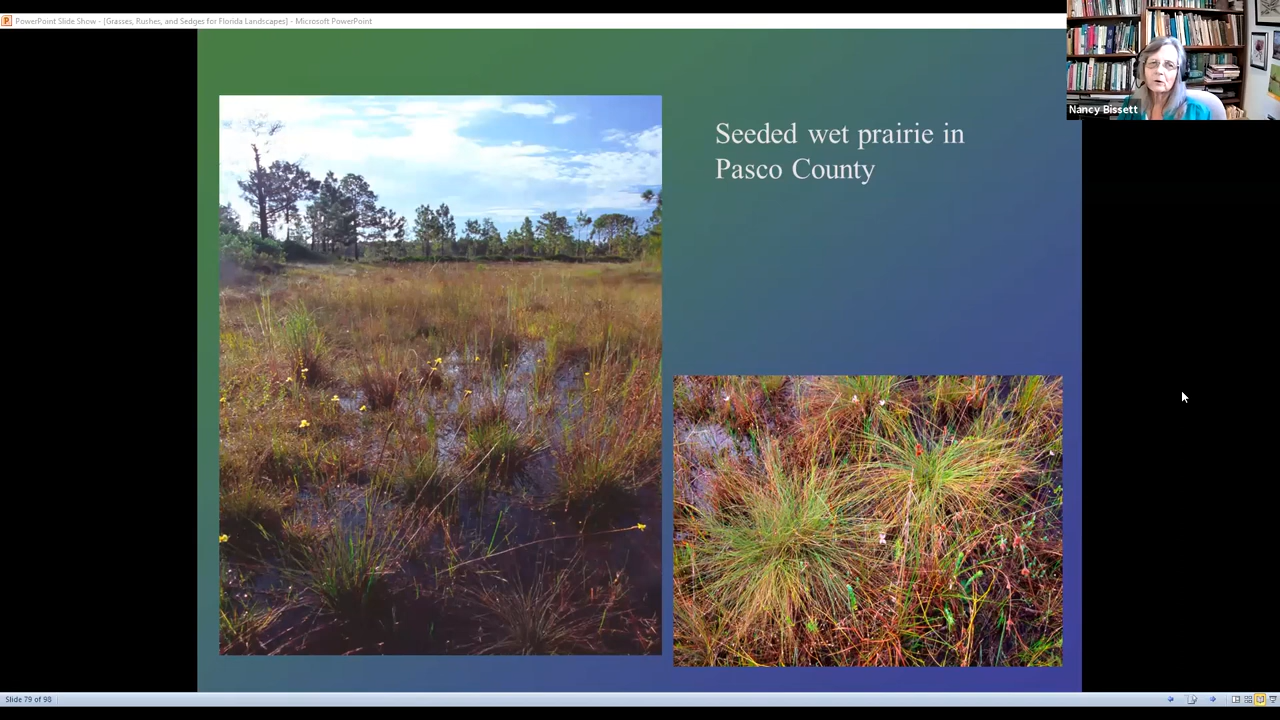 PowerPoint Slide Show - [Grasses, Rushes, and Sedges for Florida Landscapes] - Microsoft PowerPoint
Nancy Bissett
Seeded wet prairie in
Pasco County
Slide 79 of 98